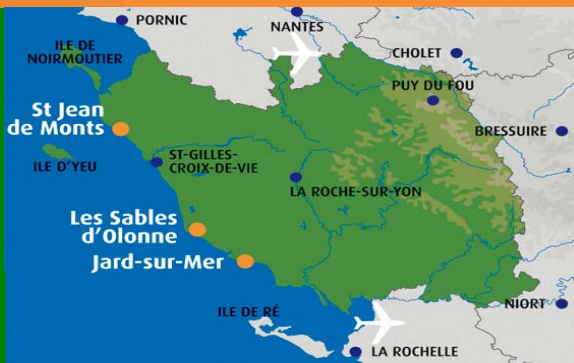 PORNIC
NANTES
ILE DE
NOIRMOUTIER
CHOLET
PUY DU FOU
St Jean
de Monts
BRESSUIRE
ILE D'YEU
ST-GILLES-
CROIX-DE-VIE
LA ROCHE-SUR-YON
Les Sables
d'Olonne
Jard-sur-Mer
ILE DE RÉ
NIORT
LA ROCHELLE